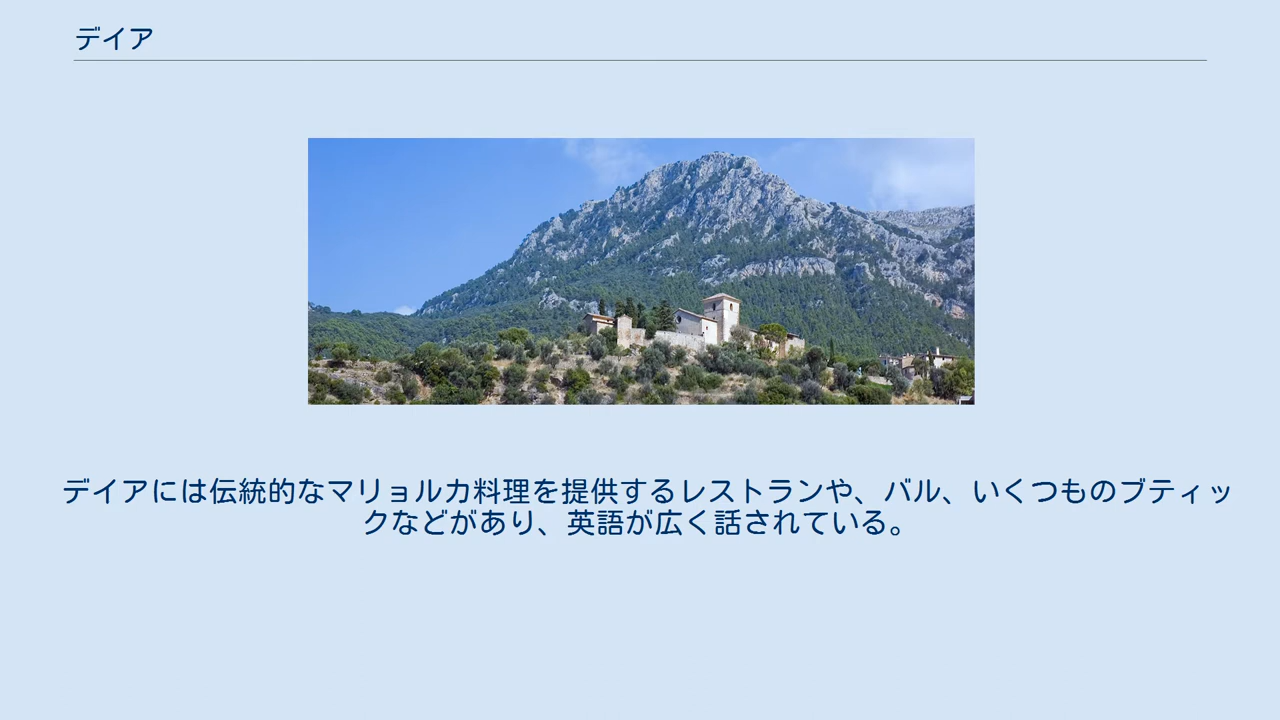 デイア
デイアには伝統的なマリョルカ料理を提供するレストランや、バル、いくつものブティッ
クなどがあり、英語が広く話されている。